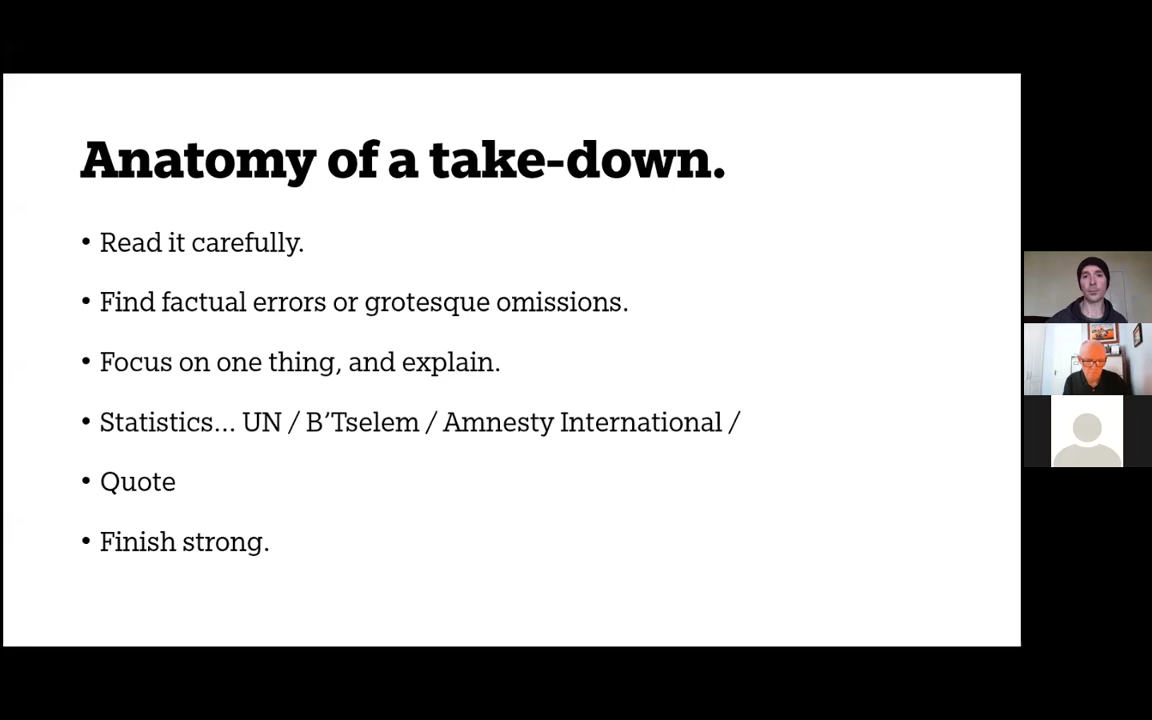 Anatomy of a take-down.
• Read it carefully.
• Find factual errors or grotesque omissions.
• Focus on one thing, and explain.
• Statistics... UN / B’Tselem / Amnesty International /
• Quote
• Finish strong.